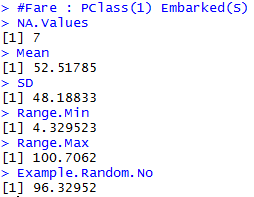 > #Fare : PClass(1) Embarked(S)
> NA.Values
[1] 7
> Mean
[1] 52.51785
> SD
[1] 48.18833
> Range.Min
[1] 4.329523
> Range.Max
[1] 100.7062
> Example.Random.No
[1] 96.32952